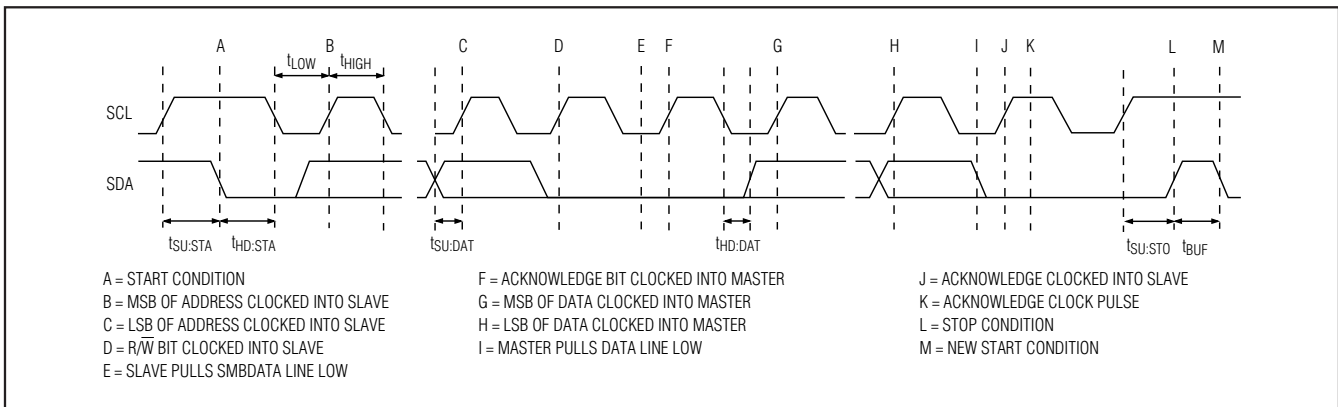 A B C D E F G H I J K L M
tLOW tHIGH
SCL
SDA
tSU:STA tHD:STA tSU:DAT tHD:DAT tSU:STO tBUF
A = START CONDITION
B = MSB OF ADDRESS CLOCKED INTO SLAVE
C = LSB OF ADDRESS CLOCKED INTO SLAVE
D = R/W̅ BIT CLOCKED INTO SLAVE
E = SLAVE PULLS SMBDATA LINE LOW
F = ACKNOWLEDGE BIT CLOCKED INTO MASTER
G = MSB OF DATA CLOCKED INTO MASTER
H = LSB OF DATA CLOCKED INTO MASTER
I = MASTER PULLS DATA LINE LOW
J = ACKNOWLEDGE CLOCKED INTO SLAVE
K = ACKNOWLEDGE CLOCK PULSE
L = STOP CONDITION
M = NEW START CONDITION